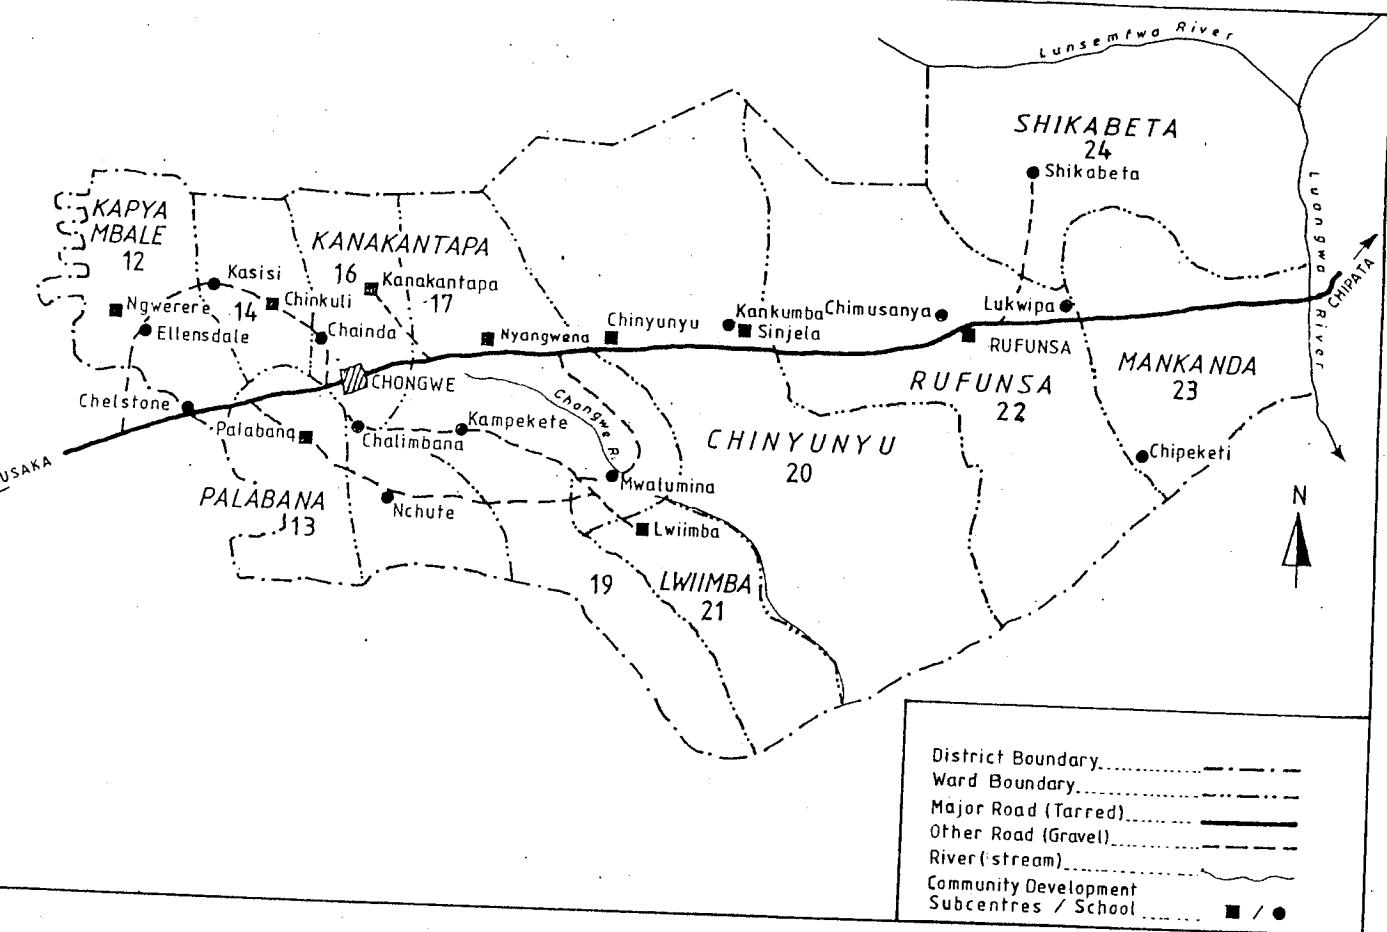 Lunsemfwa River
SHIKABETA
24
Shikabeta
Luangwa River
CHIPATA
KAPYA
MBALE
12
KANAKANTAPA
16
Kanakantapa
17
Kasisi
14
Chinkuli
Ngwerere
Ellensdale
Chainda
Nyangwena
Chinyunyu
Kankumba
Sinjela
Chimusanya
Lukwipa
RUFUNSA
MANKANDA
23
RUFUNSA
22
CHONGWE
Chelstone
Palabana
Chalimbana
Kampekete
Chongwe R.
CHINYUNYU
20
Chipeketi
USAKA
Mwalumina
PALABANA
13
Nchute
Lwiimba
19
LWIIMBA
21
N
District Boundary
Ward Boundary
Major Road (Tarred)
Other Road (Gravel)
River (stream)
Community Development
Subcentres / School ■ / ●